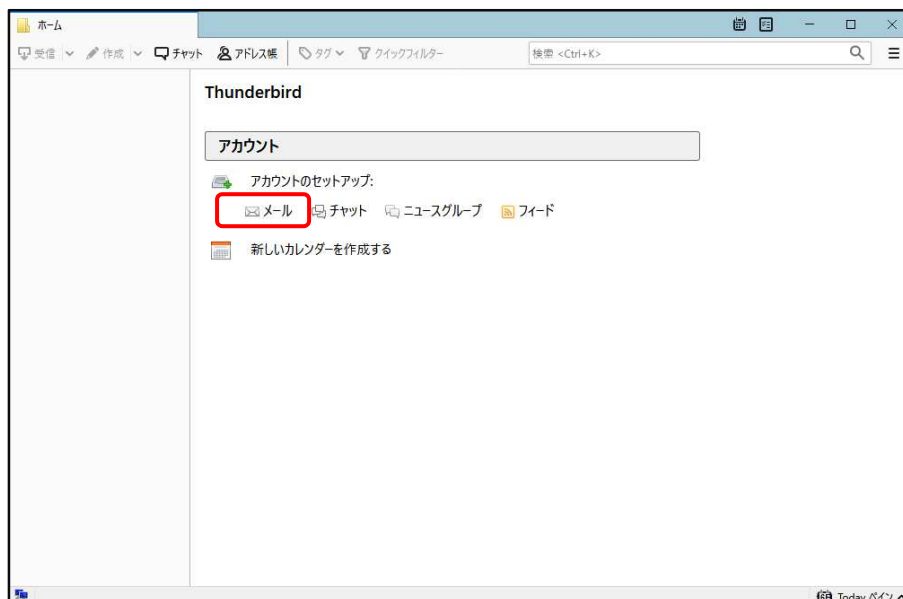 ホーム
受信 作成 チャット アドレス帳 タグ クイックフィルター 検索 <Ctrl+K>
Thunderbird
アカウント
アカウントのセットアップ:
メール チャット ニュースグループ フィード
新しいカレンダーを作成する
Today ペイン